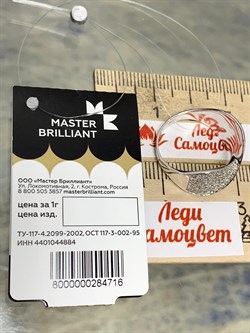 MASTER
BRILLIANT
ООО «Мастер Бриллиант»
Ул. Локомотивная, 2, г. Кострома, Россия
8 800 505 3857 masterbrilliant.com
цена за 1г
цена изд.
ТУ-117-4.2099-2002, ОСТ 117-3-002-95
ИНН 4401044884
8000000284716
Лед
Самоцвет
Леди
Самоцвет